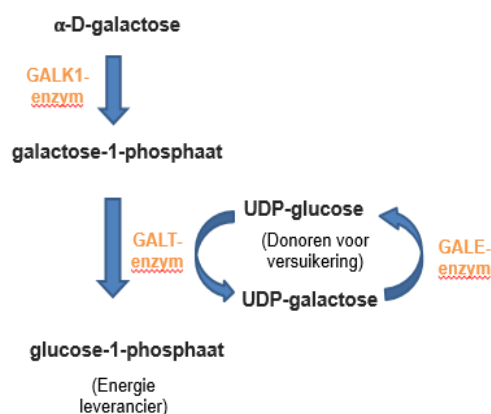 α-D-galactose
GALK1-
enzym
galactose-1-phosphaat
UDP-glucose
(Donoren voor
versuikering)
GALT-
enzym
GALE-
enzym
UDP-galactose
glucose-1-phosphaat
(Energie
leverancier)